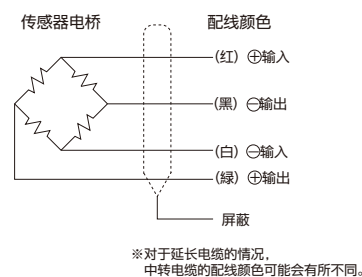 传感器电桥 配线颜色
(红) ⊕输入
(黑) ⊖输出
(白) ⊖输入
(緑) ⊕输出
屏蔽
※对于延长电缆的情况，
中转电缆的配线颜色可能会有所不同。